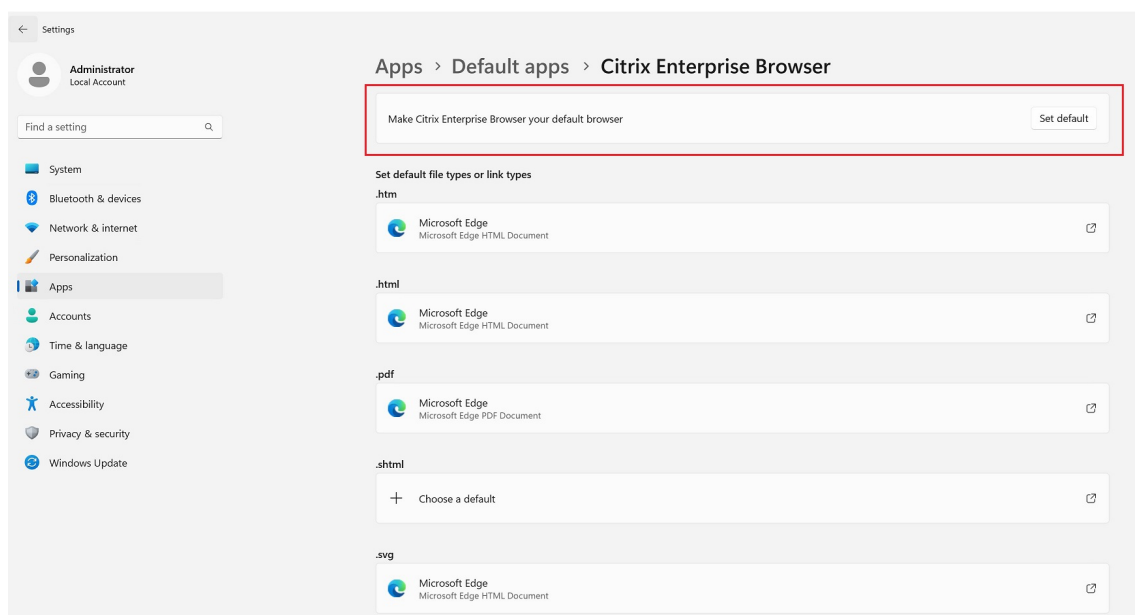 Settings
Administrator
Local Account
Find a setting
System
Bluetooth & devices
Network & internet
Personalization
Apps
Accounts
Time & language
Gaming
Accessibility
Privacy & security
Windows Update
Apps > Default apps > Citrix Enterprise Browser
Make Citrix Enterprise Browser your default browser
Set default
Set default file types or link types
.htm
Microsoft Edge
Microsoft Edge HTML Document
.html
Microsoft Edge
Microsoft Edge HTML Document
.pdf
Microsoft Edge
Microsoft Edge PDF Document
.shtml
Choose a default
.svg
Microsoft Edge
Microsoft Edge HTML Document